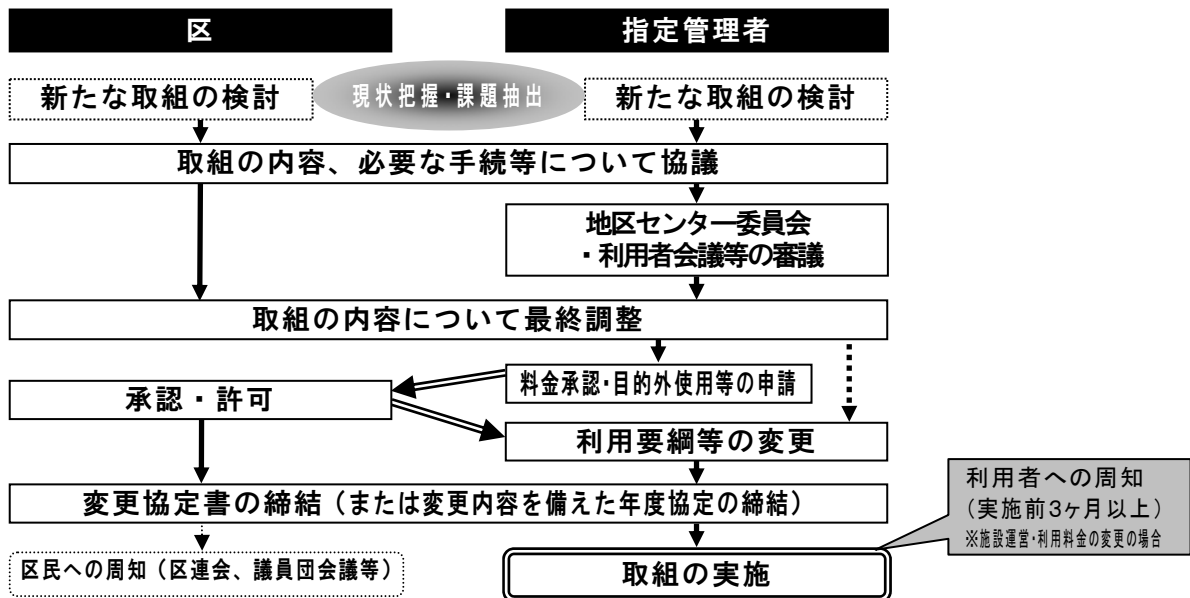 区
指定管理者
新たな取組の検討
現状把握・課題抽出
新たな取組の検討
取組の内容、必要な手続等について協議
地区センター委員会
・利用者会議等の審議
取組の内容について最終調整
料金承認・目的外使用等の申請
承認・許可
利用要綱等の変更
変更協定書の締結（または変更内容を備えた年度協定の締結）
利用者への周知
（実施前3ヶ月以上）
※施設運営・利用料金の変更の場合
区民への周知（区連会、議員団会議等）
取組の実施